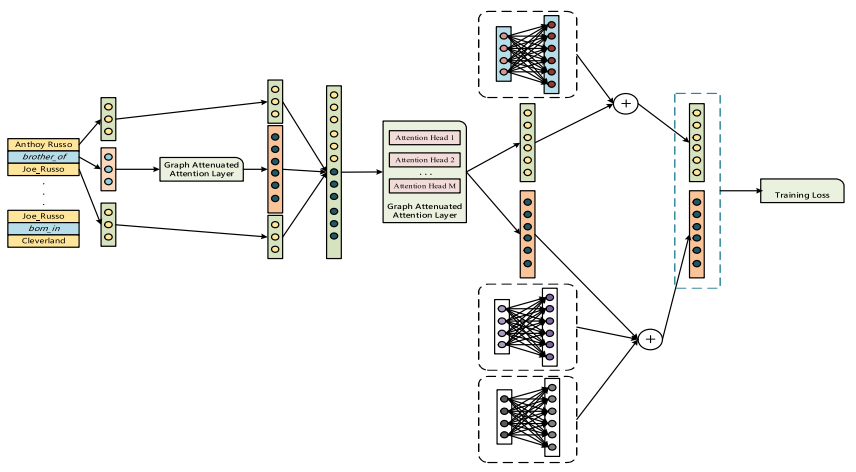 Anthoy Russo
brother_of
Joe_Russo
.
.
.
Joe_Russo
born_in
Cleverland
Graph Attenuated
Attention Layer
Attention Head 1
Attention Head 2
. . .
Attention Head M
Graph Attenuated
Attention Layer
+
+
Training Loss